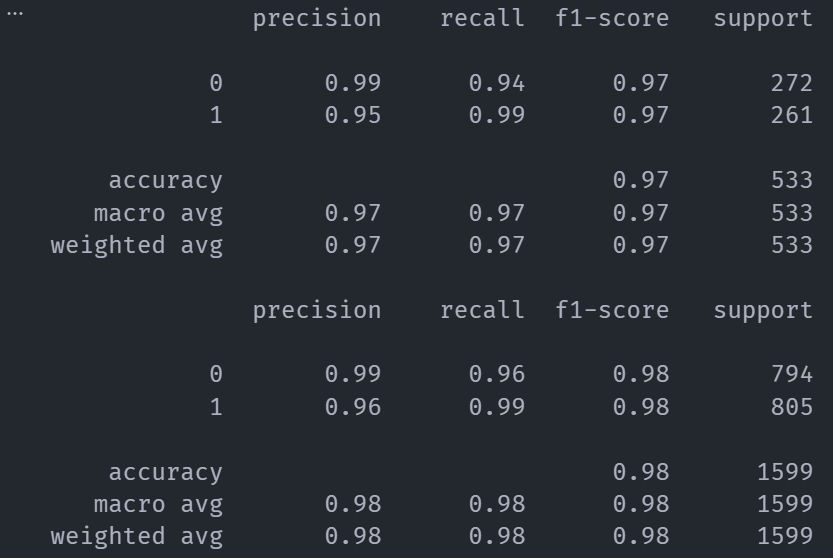 ...
precision recall f1-score support
0 0.99 0.94 0.97 272
1 0.95 0.99 0.97 261
accuracy 0.97 533
macro avg 0.97 0.97 0.97 533
weighted avg 0.97 0.97 0.97 533
precision recall f1-score support
0 0.99 0.96 0.98 794
1 0.96 0.99 0.98 805
accuracy 0.98 1599
macro avg 0.98 0.98 0.98 1599
weighted avg 0.98 0.98 0.98 1599